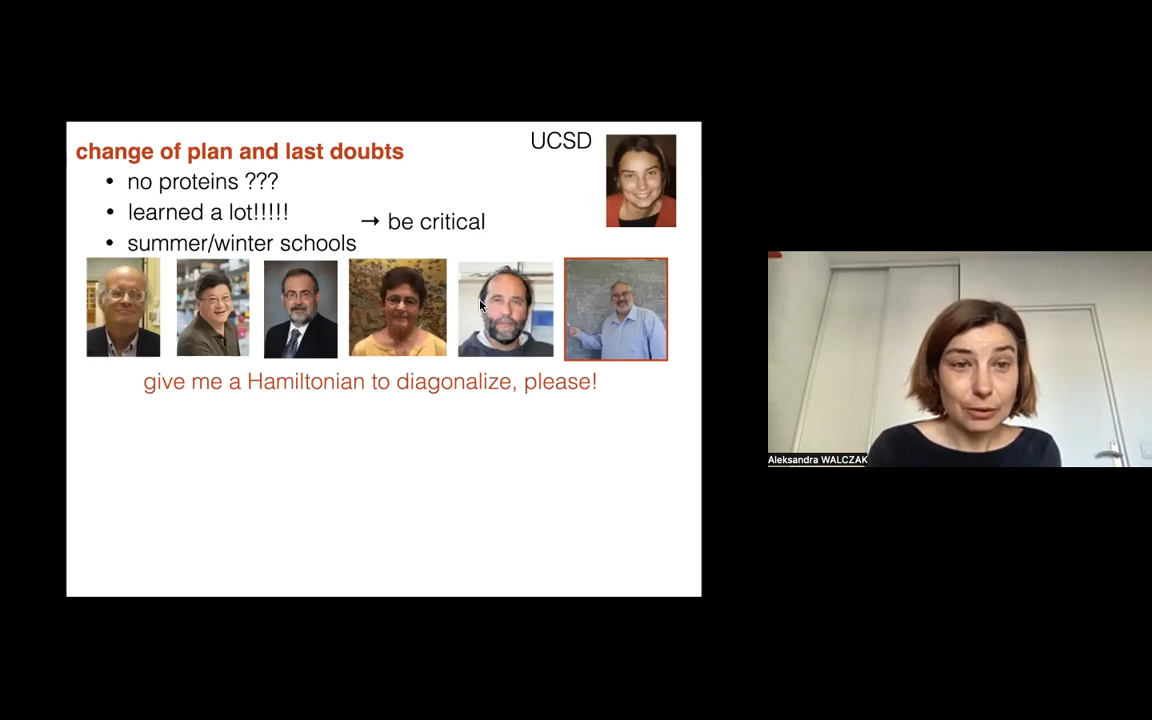 UCSD
change of plan and last doubts
• no proteins ???
• learned a lot!!!!!
→ be critical
• summer/winter schools
give me a Hamiltonian to diagonalize, please!
Aleksandra WALCZAK